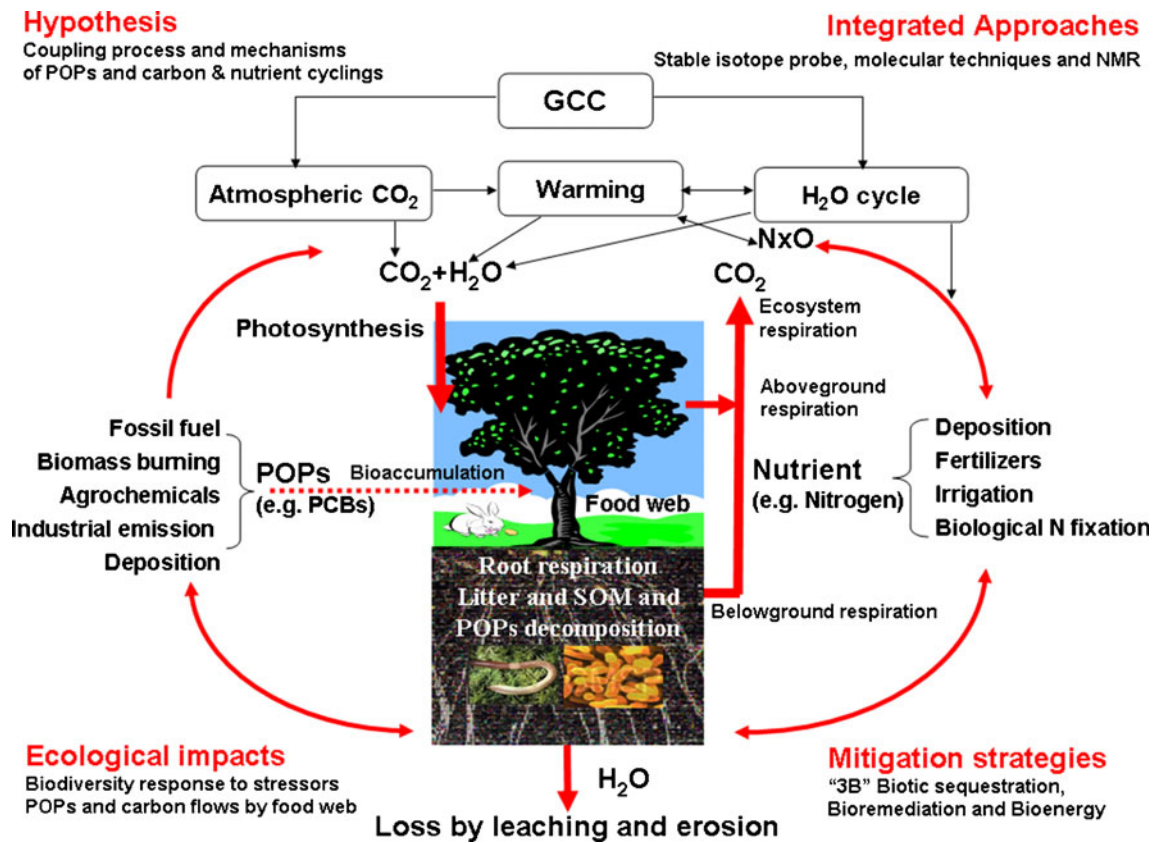 Hypothesis
Coupling process and mechanisms
of POPs and carbon & nutrient cyclings
Integrated Approaches
Stable isotope probe, molecular techniques and NMR
GCC
Atmospheric CO₂
Warming
H₂O cycle
NxO
CO₂+H₂O
CO₂
Photosynthesis
Ecosystem
respiration
Aboveground
respiration
Fossil fuel
Biomass burning
Agrochemicals
Industrial emission
Deposition
POPs
(e.g. PCBs)
Bioaccumulation
Food web
Nutrient
(e.g. Nitrogen)
Deposition
Fertilizers
Irrigation
Biological N fixation
Root respiration
Litter and SOM and
POPs decomposition
Belowground respiration
Ecological impacts
Biodiversity response to stressors
POPs and carbon flows by food web
H₂O
Loss by leaching and erosion
Mitigation strategies
“3B” Biotic sequestration,
Bioremediation and Bioenergy